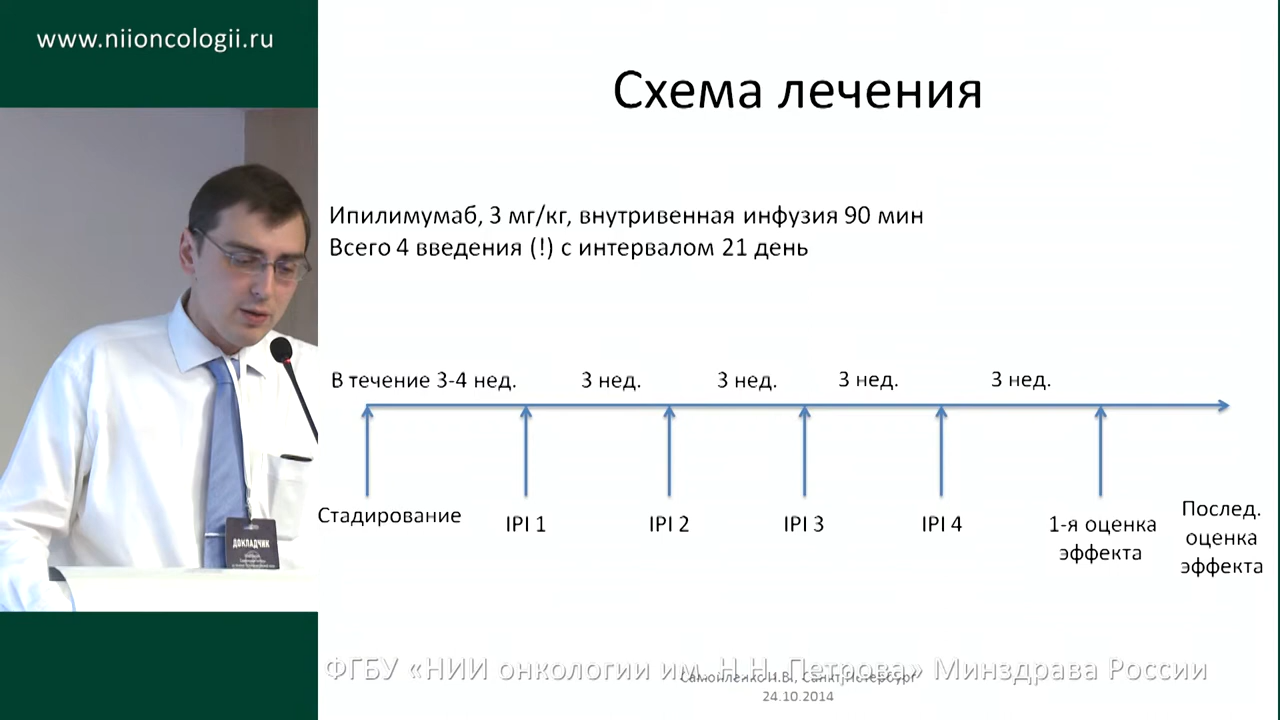 www.niioncologii.ru
Схема лечения
Ипилимумаб, 3 мг/кг, внутривенная инфузия 90 мин
Всего 4 введения (!) с интервалом 21 день
В течение 3-4 нед.
3 нед.
3 нед.
3 нед.
3 нед.
Стадирование
IPI 1
IPI 2
IPI 3
IPI 4
1-я оценка
эффекта
Послед.
оценка
эффекта
ДОКЛАДЧИК
ФГБУ «НИИ онкологии им. Н.Н. Петрова» Минздрава России
Самойленко И.В., Санкт-Петербург
24.10.2014